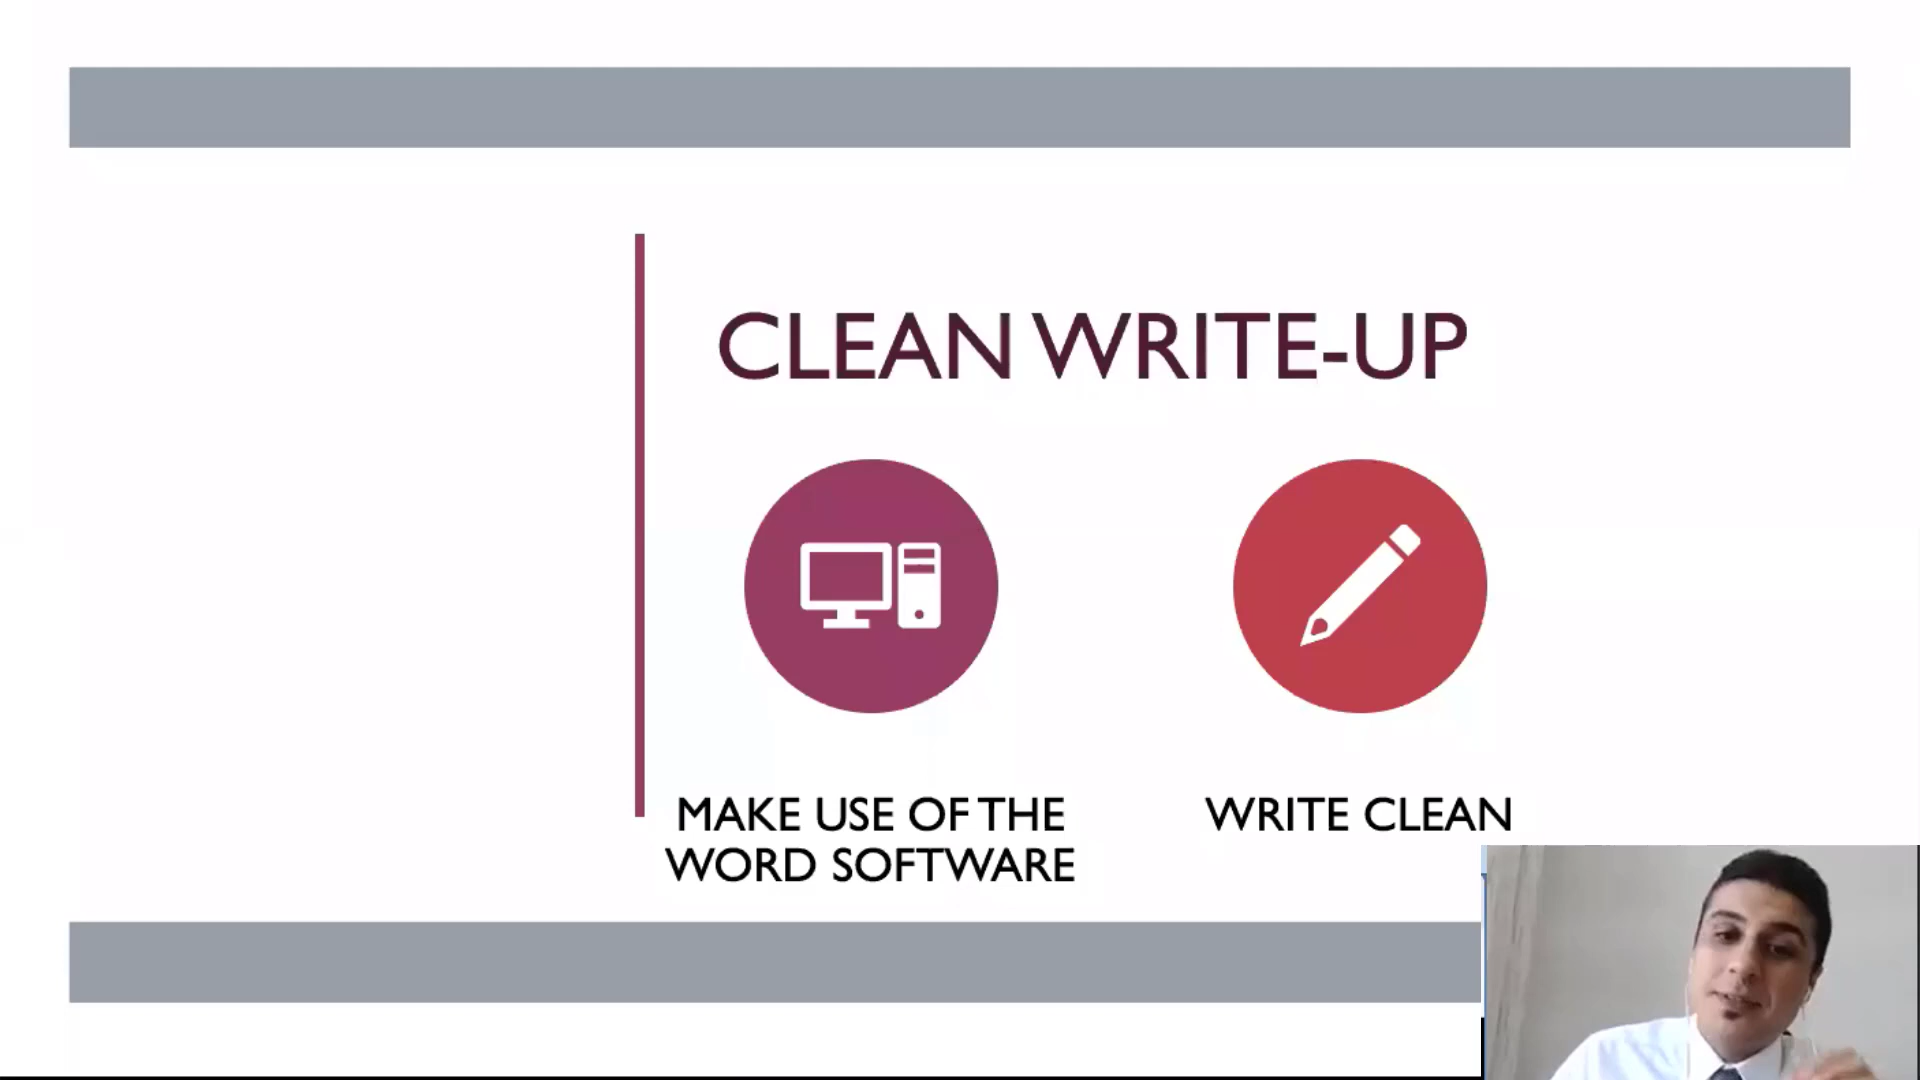 CLEAN WRITE-UP
MAKE USE OF THE
WORD SOFTWARE
WRITE CLEAN